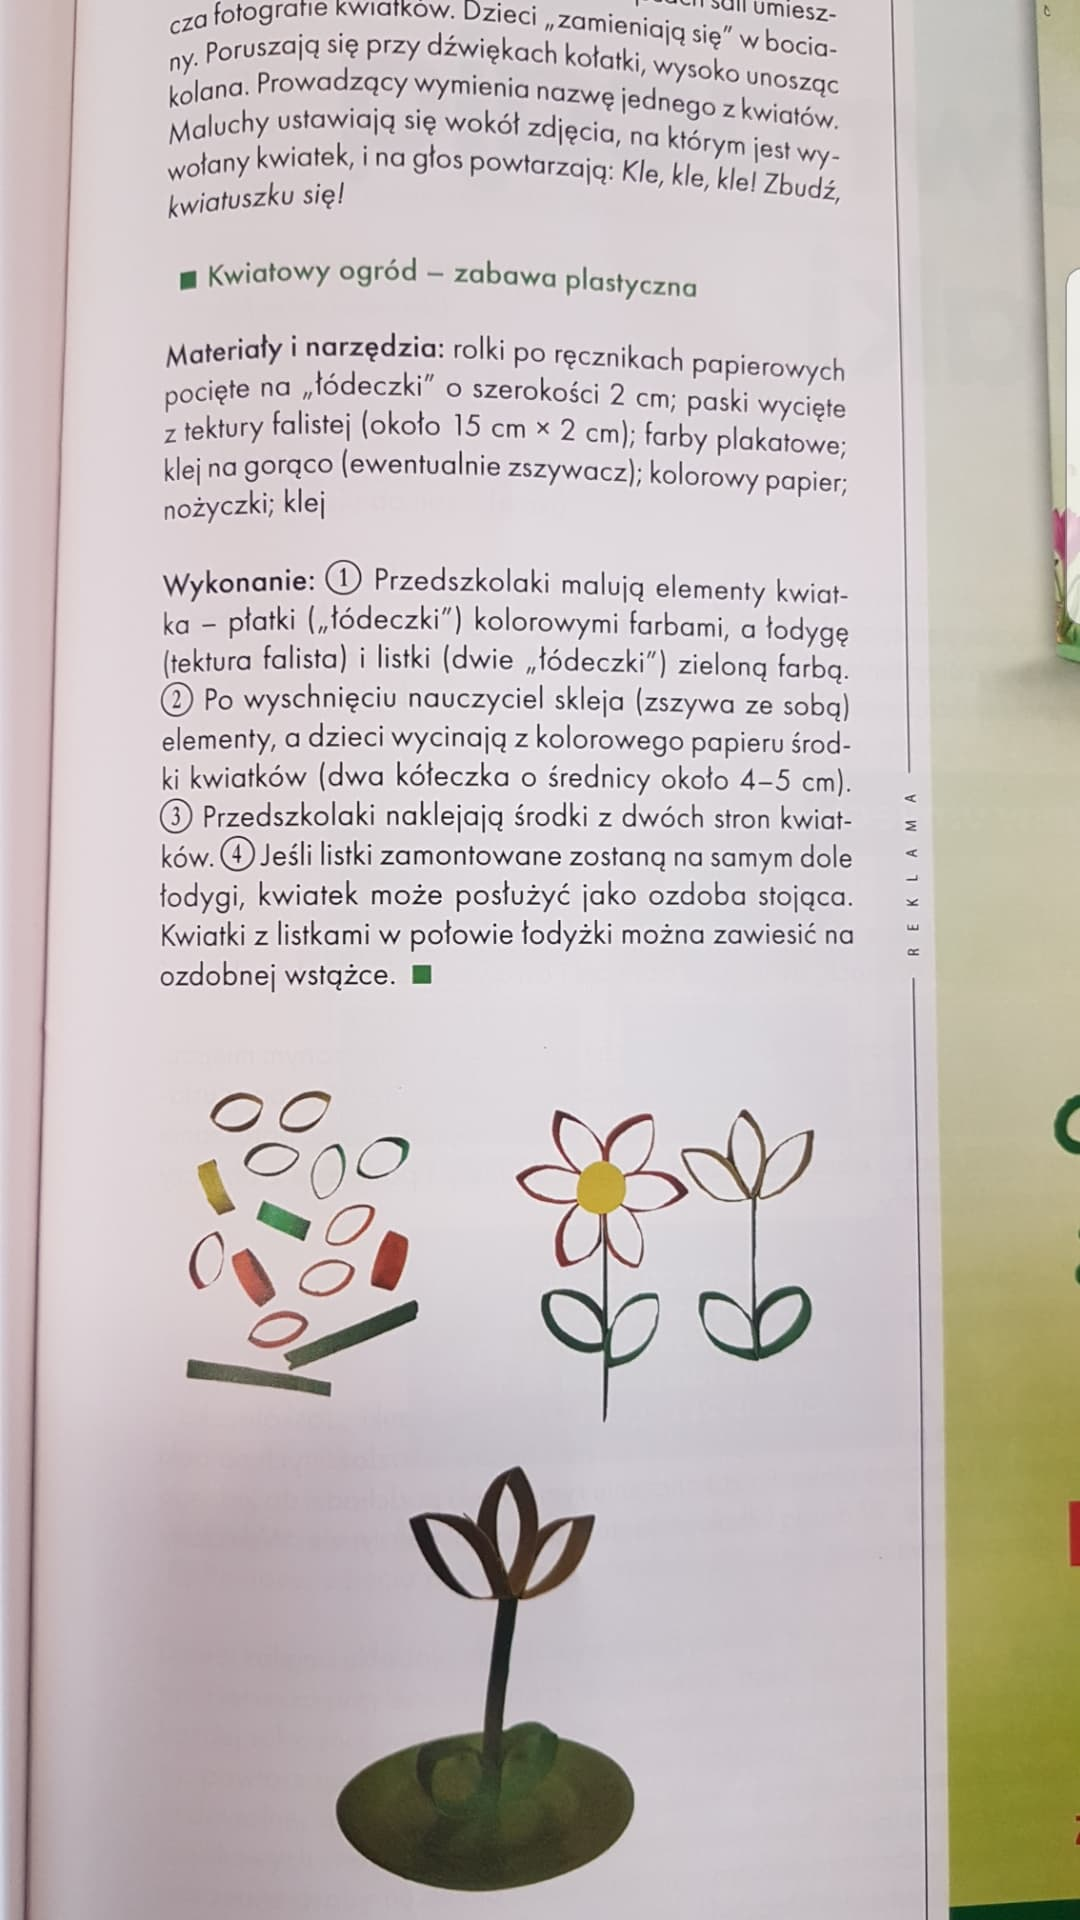 umiesz-
cza fotografie kwiatków. Dzieci „zamieniają się” w bocia-
ny. Poruszają się przy dźwiękach kołatki, wysoko unosząc
kolana. Prowadzący wymienia nazwę jednego z kwiatów.
Maluchy ustawiają się wokół zdjęcia, na którym jest wy-
wołany kwiatek, i na głos powtarzają: Kle, kle, kle! Zbudź,
kwiatuszku się!
Kwiatowy ogród – zabawa plastyczna
Materiały i narzędzia: rolki po ręcznikach papierowych
pocięte na „łódeczki” o szerokości 2 cm; paski wycięte
z tektury falistej (około 15 cm × 2 cm); farby plakatowe;
klej na gorąco (ewentualnie zszywacz); kolorowy papier;
nożyczki; klej
Wykonanie: ① Przedszkolaki malują elementy kwiat-
ka – płatki („łódeczki”) kolorowymi farbami, a łodygę
(tektura falista) i listki (dwie „łódeczki”) zieloną farbą.
② Po wyschnięciu nauczyciel skleja (zszywa ze sobą)
elementy, a dzieci wycinają z kolorowego papieru środ-
ki kwiatków (dwa kółeczka o średnicy około 4–5 cm).
③ Przedszkolaki naklejają środki z dwóch stron kwiat-
ków. ④ Jeśli listki zamontowane zostaną na samym dole
łodygi, kwiatek może posłużyć jako ozdoba stojąca.
Kwiatki z listkami w połowie łodyżki można zawiesić na
ozdobnej wstążce.
REKLAMA